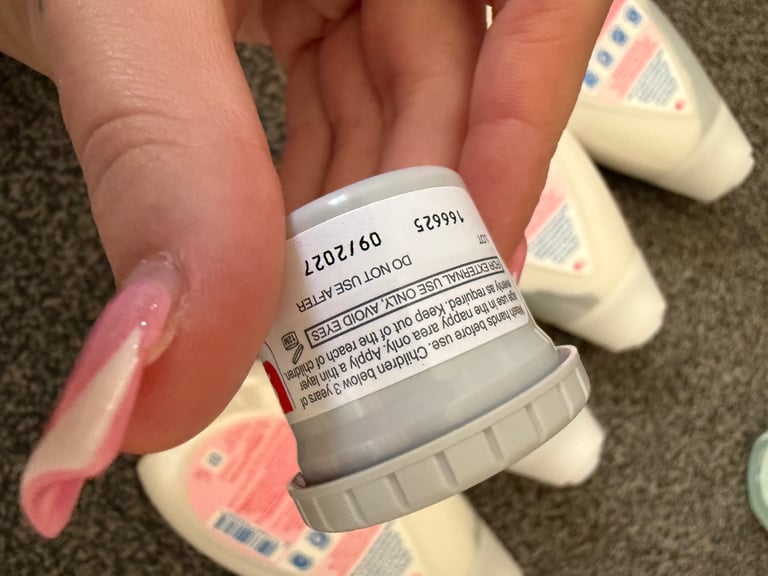 Wash hands before use. Children below 3 years of
age use in the nappy area only. Apply a thin layer
evenly as required. Keep out of the reach of children.
FOR EXTERNAL USE ONLY, AVOID EYES
12M
LOT DO NOT USE AFTER
166625 09/2027